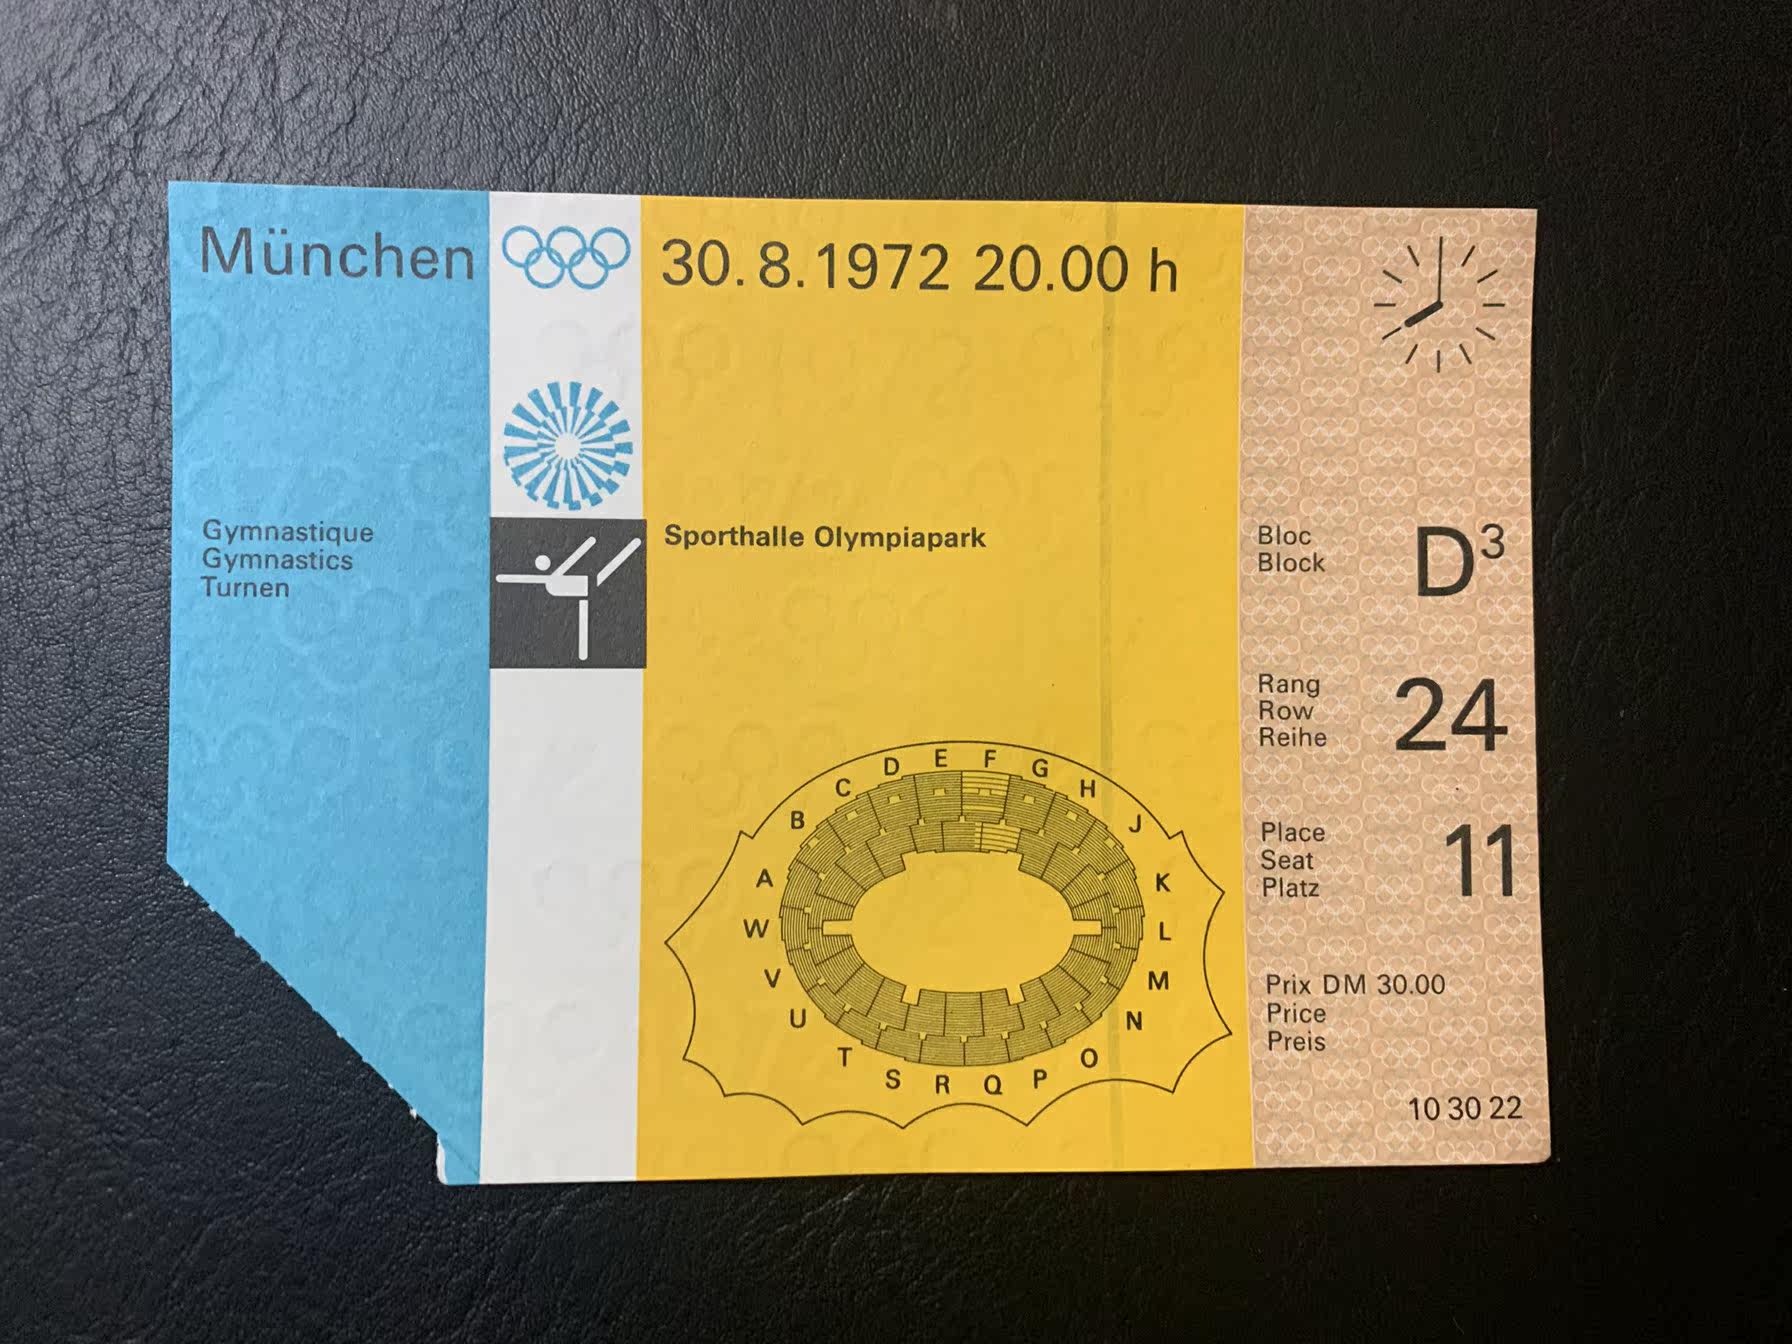 München
30.8.1972 20.00 h
Gymnastique
Gymnastics
Turnen
Sporthalle Olympiapark
Bloc
Block
D³
Rang
Row
Reihe
24
Place
Seat
Platz
11
Prix DM 30.00
Price
Preis
10 30 22
A
B
C
D
E
F
G
H
J
K
L
M
N
O
P
Q
R
S
T
U
V
W